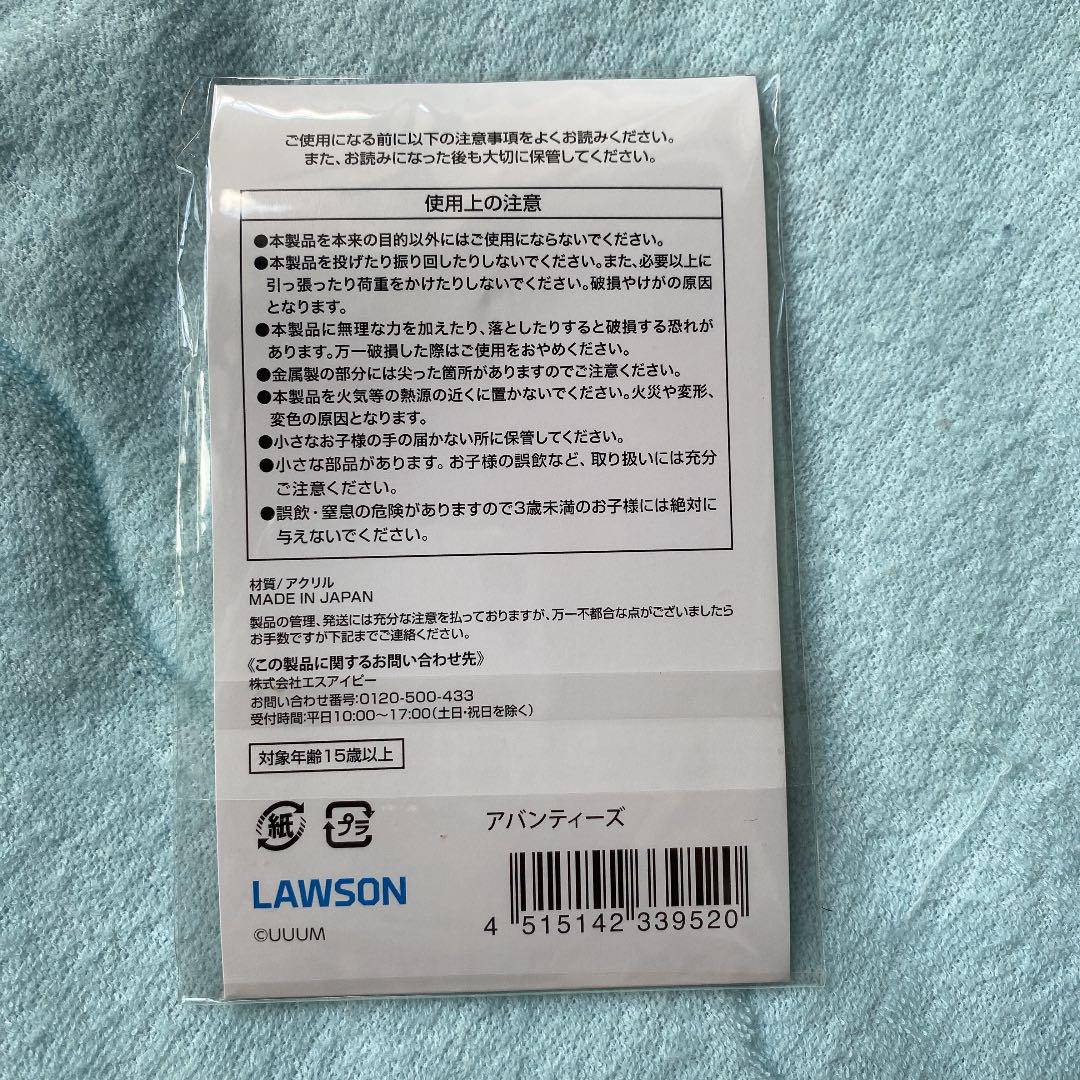 ご使用になる前に以下の注意事項をよくお読みください。
また、お読みになった後も大切に保管してください。
使用上の注意
●本製品を本来の目的以外にはご使用にならないでください。
●本製品を投げたり振り回したりしないでください。また、必要以上に
引っ張ったり荷重をかけたりしないでください。破損やけがの原因
となります。
●本製品に無理な力を加えたり、落としたりすると破損する恐れが
あります。万一破損した際はご使用をおやめください。
●金属製の部分には尖った箇所がありますのでご注意ください。
●本製品を火気等の熱源の近くに置かないでください。火災や変形、
変色の原因となります。
●小さなお子様の手の届かない所に保管してください。
●小さな部品があります。お子様の誤飲など、取り扱いには充分
ご注意ください。
●誤飲・窒息の危険がありますので3歳未満のお子様には絶対に
与えないでください。
材質/アクリル
MADE IN JAPAN
製品の管理、発送には充分な注意を払っておりますが、万一不都合な点がございましたら
お手数ですが下記までご連絡ください。
《この製品に関するお問い合わせ先》
株式会社エスアイピー
お問い合わせ番号:0120-500-433
受付時間:平日10:00〜17:00(土日・祝日を除く)
対象年齢15歳以上
紙 プラ
アバンティーズ
LAWSON
4 515142 339520
©UUUM